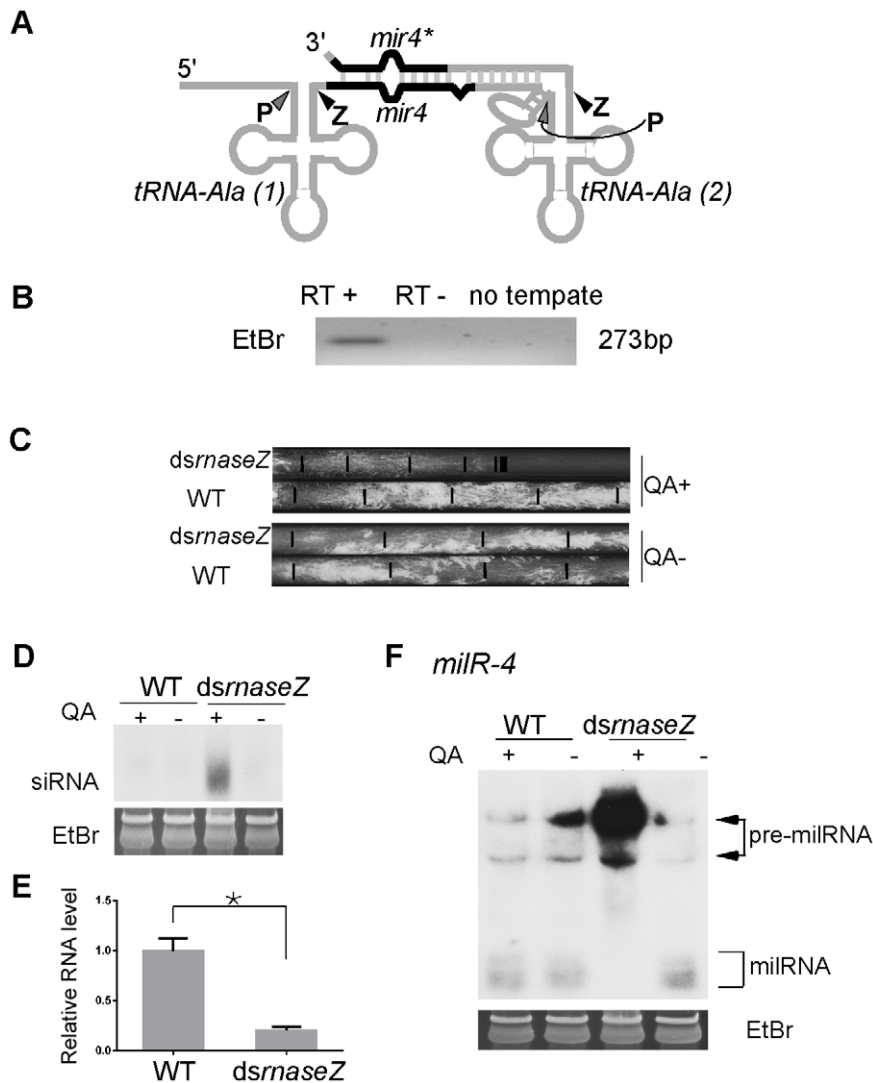 A
3'
mir4*
5'
P
Z
mir4
Z
P
tRNA-Ala (1)
tRNA-Ala (2)
B
RT +
RT -
no tempate
EtBr
273bp
C
dsrnaseZ
WT
QA+
dsrnaseZ
WT
QA-
D
WT
dsrnaseZ
QA
+
-
+
-
siRNA
EtBr
E
Relative RNA level
1.5
1.0
0.5
0.0
*
WT
dsrnaseZ
F
milR-4
WT
dsrnaseZ
QA
+
-
+
-
pre-milRNA
milRNA
EtBr